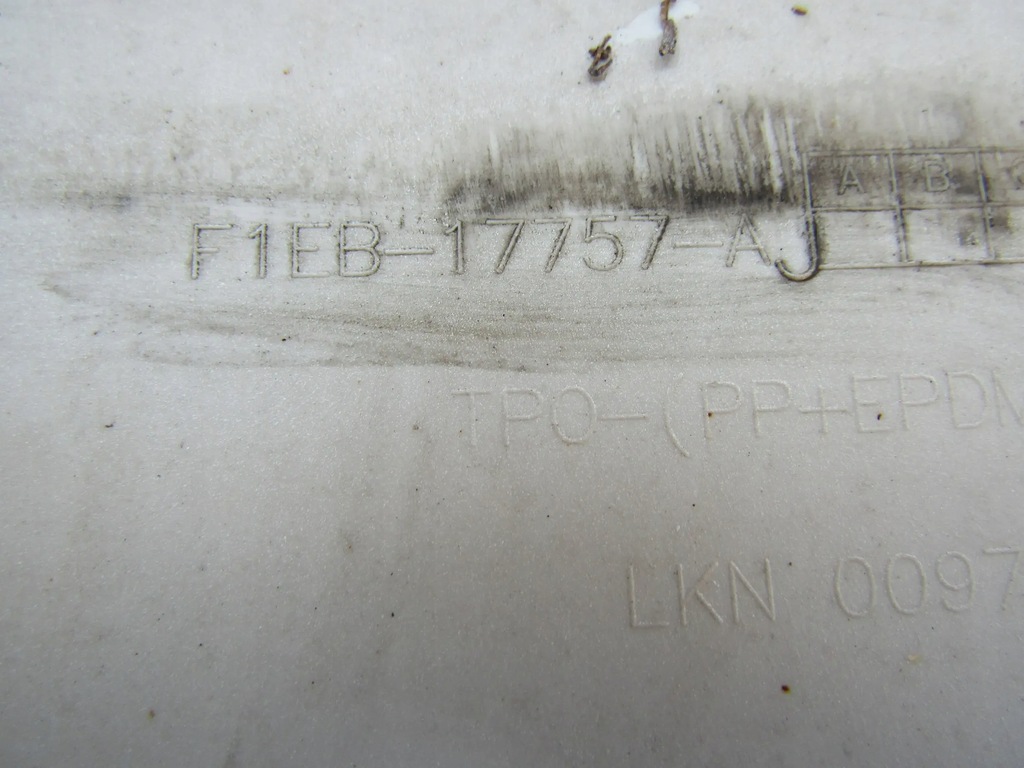 A B
F1EB-17757-AJ
TPO-(PP+EPDM
LKN 0097